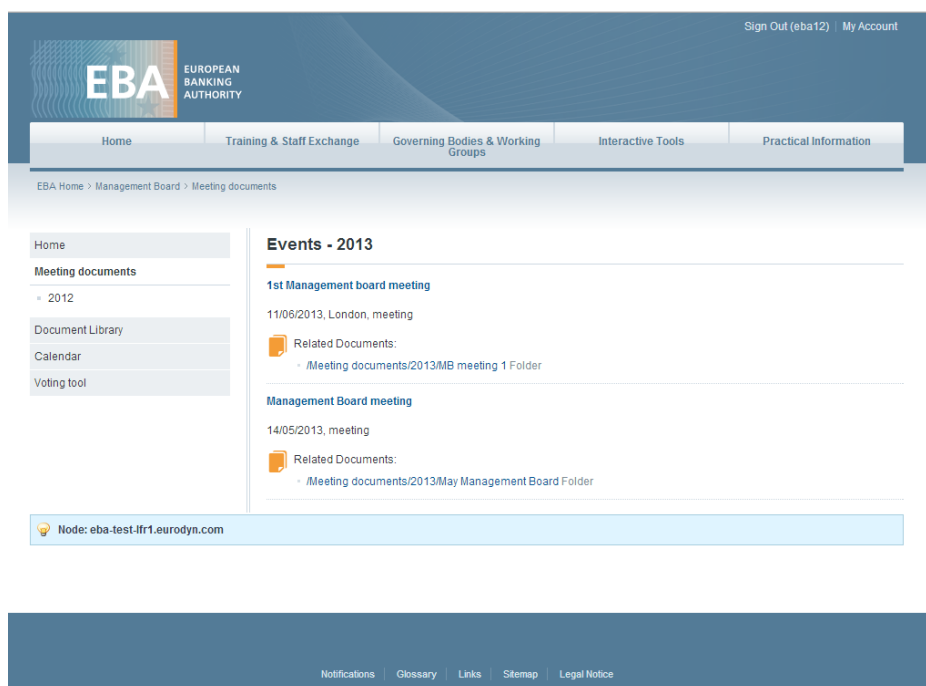 Sign Out (eba12) | My Account
EBA EUROPEAN
BANKING
AUTHORITY
Home
Training & Staff Exchange
Governing Bodies & Working
Groups
Interactive Tools
Practical Information
EBA Home > Management Board > Meeting documents
Home
Meeting documents
2012
Document Library
Calendar
Voting tool
Events - 2013
1st Management board meeting
11/06/2013, London, meeting
Related Documents:
/Meeting documents/2013/MB meeting 1 Folder
Management Board meeting
14/05/2013, meeting
Related Documents:
/Meeting documents/2013/May Management Board Folder
Node: eba-test-lfr1.eurodyn.com
Notifications | Glossary | Links | Sitemap | Legal Notice